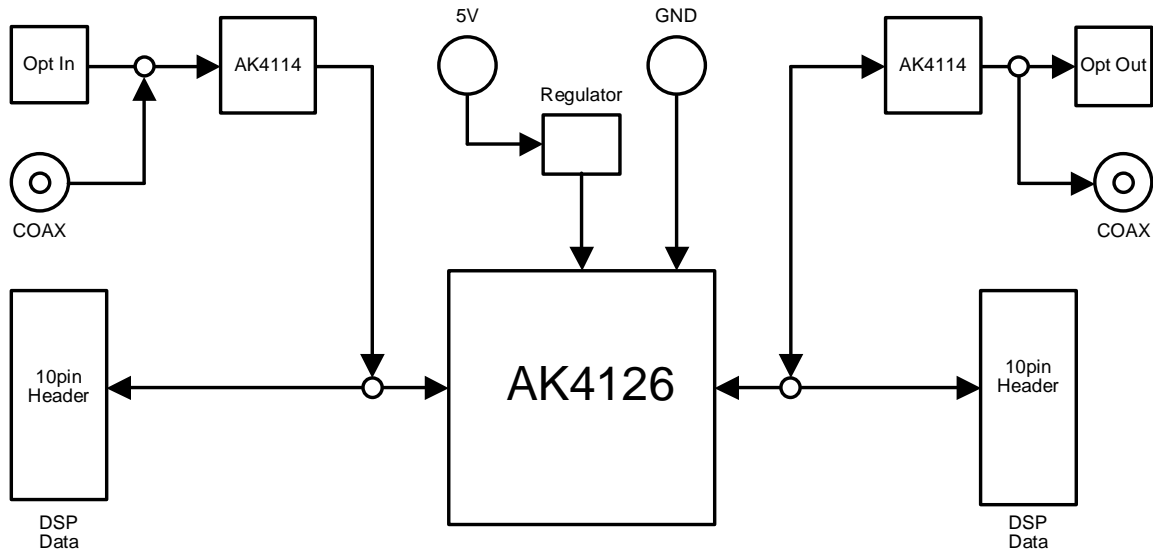 5V
GND
Opt In
AK4114
AK4114
Opt Out
Regulator
COAX
COAX
10pin
Header
AK4126
10pin
Header
DSP
Data
DSP
Data